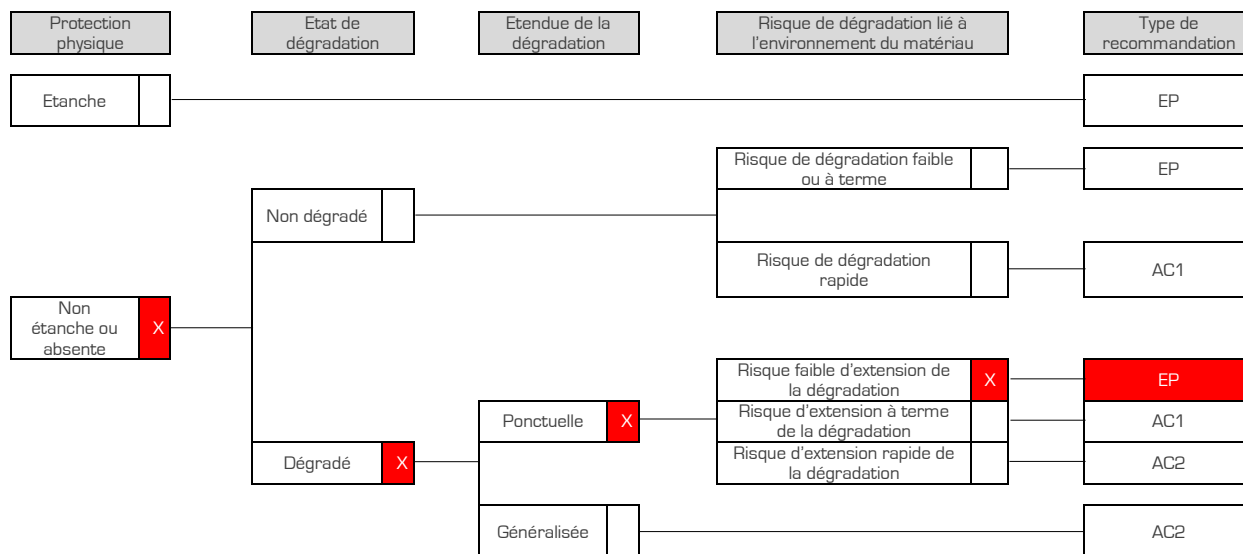 Protection
physique
Etat de
dégradation
Etendue de la
dégradation
Risque de dégradation lié à
l'environnement du matériau
Type de
recommandation
Etanche
EP
Risque de dégradation faible
ou à terme
EP
Non dégradé
Risque de dégradation
rapide
AC1
Non
étanche ou
absente
X
Risque faible d'extension de
la dégradation
X
EP
Ponctuelle
X
Risque d'extension à terme
de la dégradation
AC1
Dégradé
X
Risque d'extension rapide de
la dégradation
AC2
Généralisée
AC2